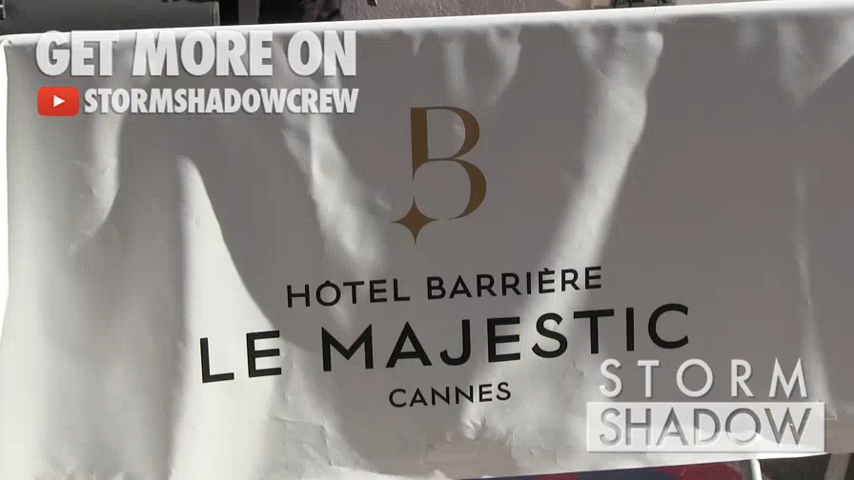 GET MORE ON
STORMSHADOWCREW
B
HÔTEL BARRIÈRE
LE MAJESTIC
CANNES
STORM
SHADOW